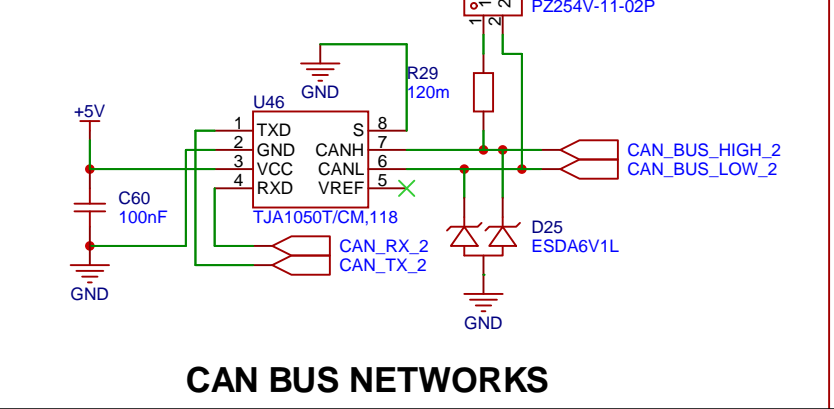 1
2
PZ254V-11-02P
R29
120m
GND
+5V
U46
1 TXD S 8
2 GND CANH 7
3 VCC CANL 6
4 RXD VREF 5
TJA1050T/CM,118
C60
100nF
CAN_BUS_HIGH_2
CAN_BUS_LOW_2
CAN_RX_2
CAN_TX_2
D25
ESDA6V1L
GND
GND
CAN BUS NETWORKS